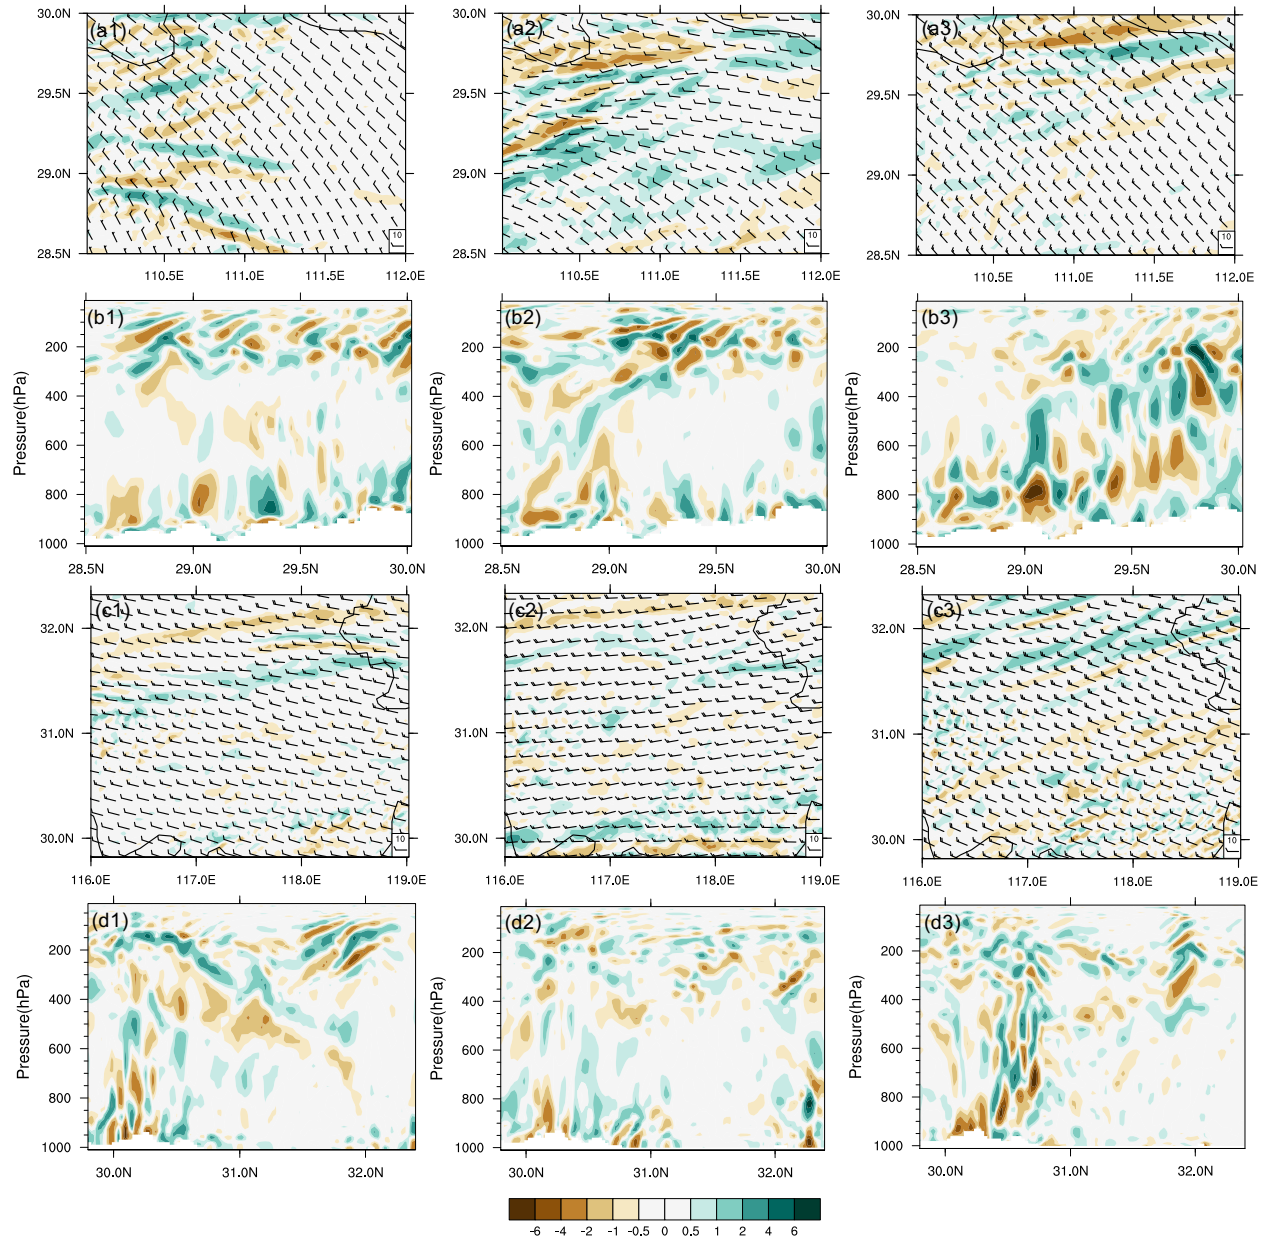 (a1) (a2) (a3)
30.0N 30.0N 30.0N
29.5N 29.5N 29.5N
29.0N 29.0N 29.0N
28.5N 28.5N 28.5N
10 10 10
110.5E 111.0E 111.5E 112.0E 110.5E 111.0E 111.5E 112.0E 110.5E 111.0E 111.5E 112.0E
(b1) (b2) (b3)
Pressure(hPa) Pressure(hPa) Pressure(hPa)
200 200 200
400 400 400
600 600 600
800 800 800
1000 1000 1000
28.5N 29.0N 29.5N 30.0N 28.5N 29.0N 29.5N 30.0N 28.5N 29.0N 29.5N 30.0N
(c1) (c2) (c3)
32.0N 32.0N 32.0N
31.0N 31.0N 31.0N
30.0N 30.0N 30.0N
10 10 10
116.0E 117.0E 118.0E 119.0E 116.0E 117.0E 118.0E 119.0E 116.0E 117.0E 118.0E 119.0E
(d1) (d2) (d3)
Pressure(hPa) Pressure(hPa) Pressure(hPa)
200 200 200
400 400 400
600 600 600
800 800 800
1000 1000 1000
30.0N 31.0N 32.0N 30.0N 31.0N 32.0N 30.0N 31.0N 32.0N
-6 -4 -2 -1 -0.5 0 0.5 1 2 4 6